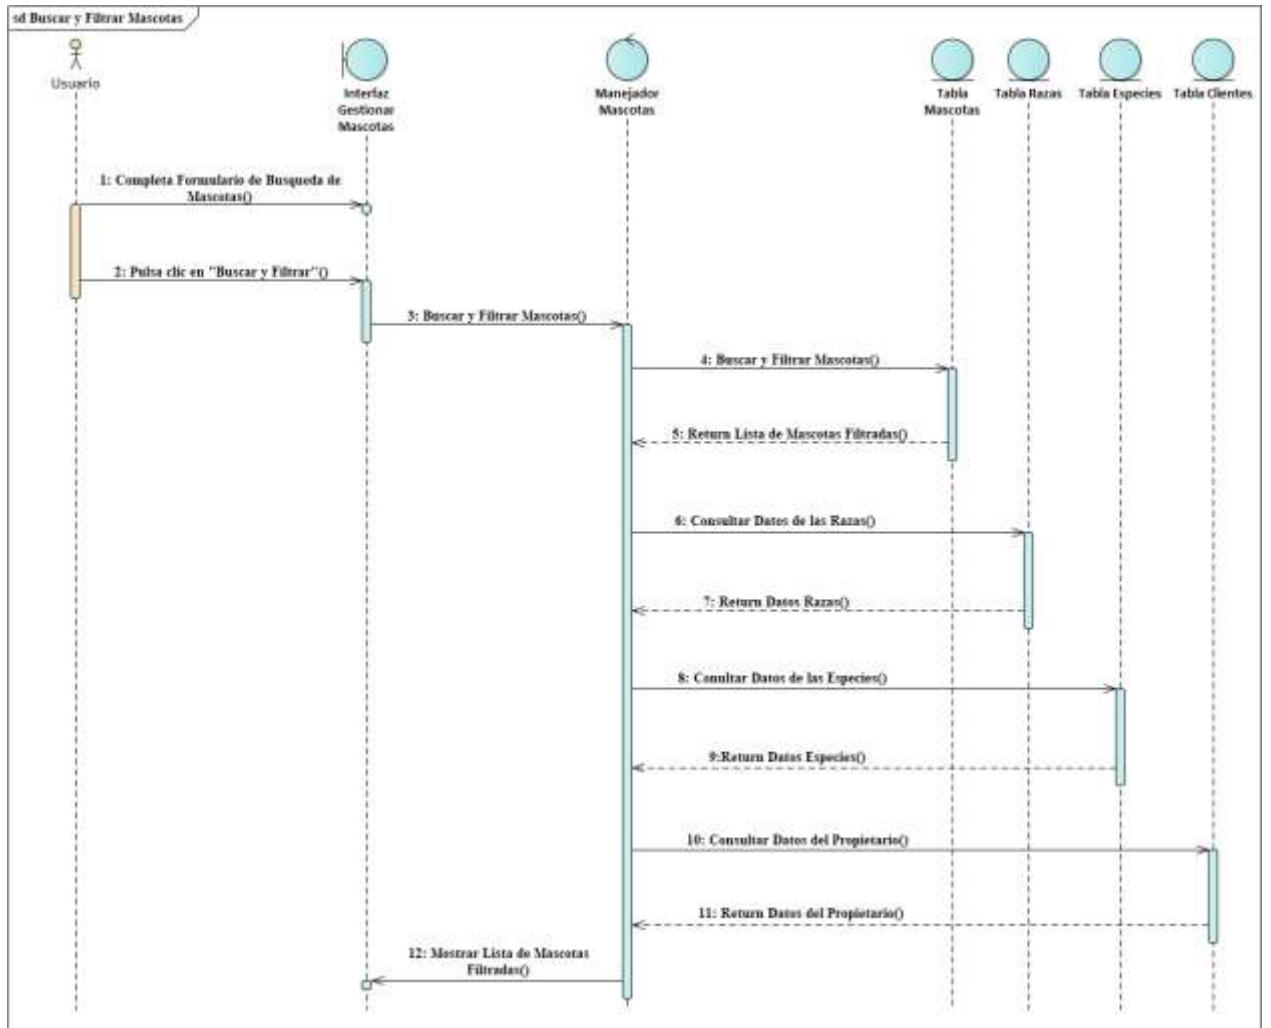 sd Buscar y Filtrar Mascotas
Usuario
Interfaz
Gestionar
Mascotas
Manejador
Mascotas
Tabla
Mascotas
Tabla Razas
Tabla Especies
Tabla Clientes
1: Completa Formulario de Busqueda de
Mascotas()
2: Pulsa clic en "Buscar y Filtrar"()
3: Buscar y Filtrar Mascotas()
4: Buscar y Filtrar Mascotas()
5: Return Lista de Mascotas Filtradas()
6: Consultar Datos de las Razas()
7: Return Datos Razas()
8: Conultar Datos de las Especies()
9:Return Datos Especies()
10: Consultar Datos del Propietario()
11: Return Datos del Propietario()
12: Mostrar Lista de Mascotas
Filtradas()